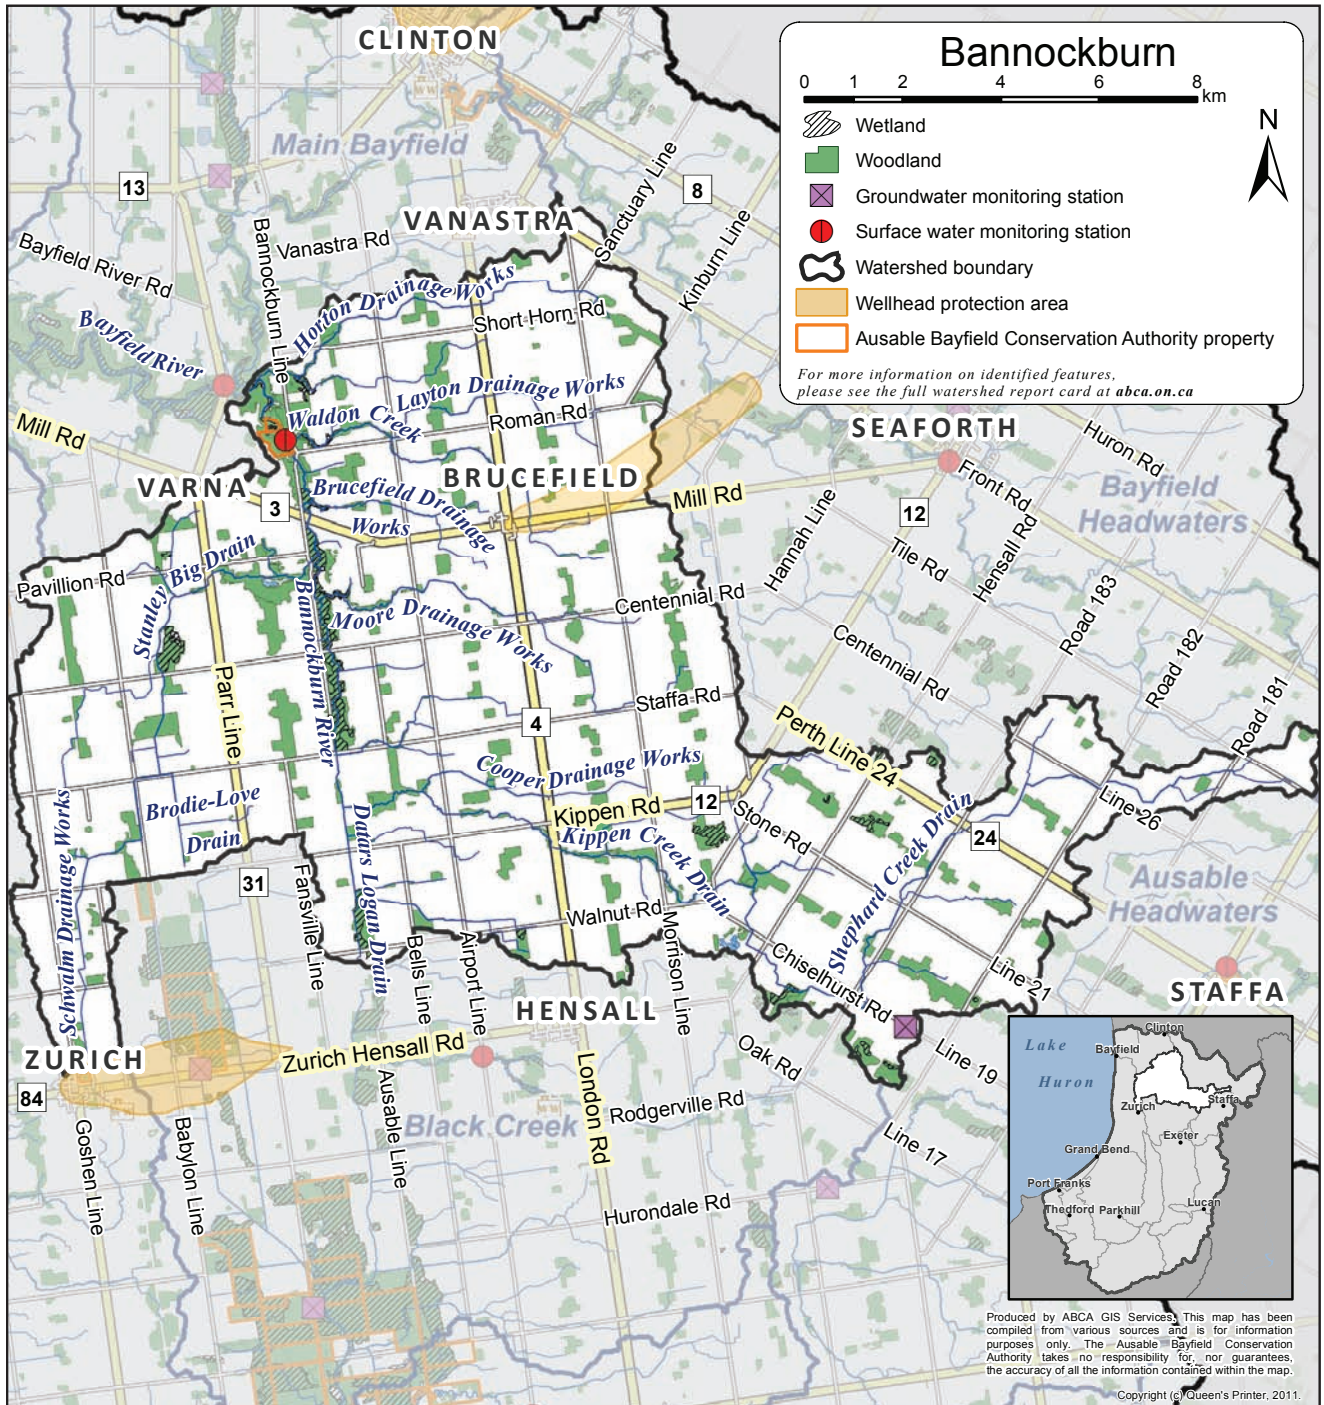 CLINTON
Bannockburn
0 1 2 4 6 8 km
N
Wetland
Woodland
Groundwater monitoring station
Surface water monitoring station
Watershed boundary
Wellhead protection area
Ausable Bayfield Conservation Authority property
For more information on identified features,
please see the full watershed report card at abca.on.ca
Main Bayfield
13
8
VANASTRA
Sanctuary Line
Kinburn Line
Bannockburn Line
Vanastra Rd
Bayfield River Rd
Bayfield River
Horton Drainage Works
Short Horn Rd
Layton Drainage Works
Waldon Creek
Roman Rd
Mill Rd
SEAFORTH
Huron Rd
Front Rd
Bayfield
Headwaters
VARNA
BRUCEFIELD
3
Brucefield Drainage
Works
Mill Rd
12
Hannah Line
Tile Rd
Hensall Rd
Road 183
Road 182
Road 181
Pavillion Rd
Stanley Big Drain
Bannockburn River
Moore Drainage Works
Centennial Rd
Centennial Rd
Parr Line
Staffa Rd
4
Perth Line 24
Cooper Drainage Works
Kippen Rd
12
Stone Rd
Kippen Creek Drain
Shephard Creek Drain
24
Line 26
Schwalm Drainage Works
Brodie-Love
Drain
Datars Logan Drain
31
Fansville Line
Bells Line
Airport Line
Walnut Rd
Morrison Line
Chiselhurst Rd
Line 21
Ausable
Headwaters
STAFFA
HENSALL
ZURICH
84
Zurich Hensall Rd
Ausable Line
London Rd
Oak Rd
Line 19
Line 17
Rodgerville Rd
Black Creek
Goshen Line
Babylon Line
Hurondale Rd
Lake
Huron
Clinton
Bayfield
Zurich
Staffa
Exeter
Grand Bend
Port Franks
Thedford
Parkhill
Lucan
Produced by ABCA GIS Services. This map has been
compiled from various sources and is for information
purposes only. The Ausable Bayfield Conservation
Authority takes no responsibility for, nor guarantees,
the accuracy of all the information contained within the map.
Copyright (c) Queen's Printer, 2011.